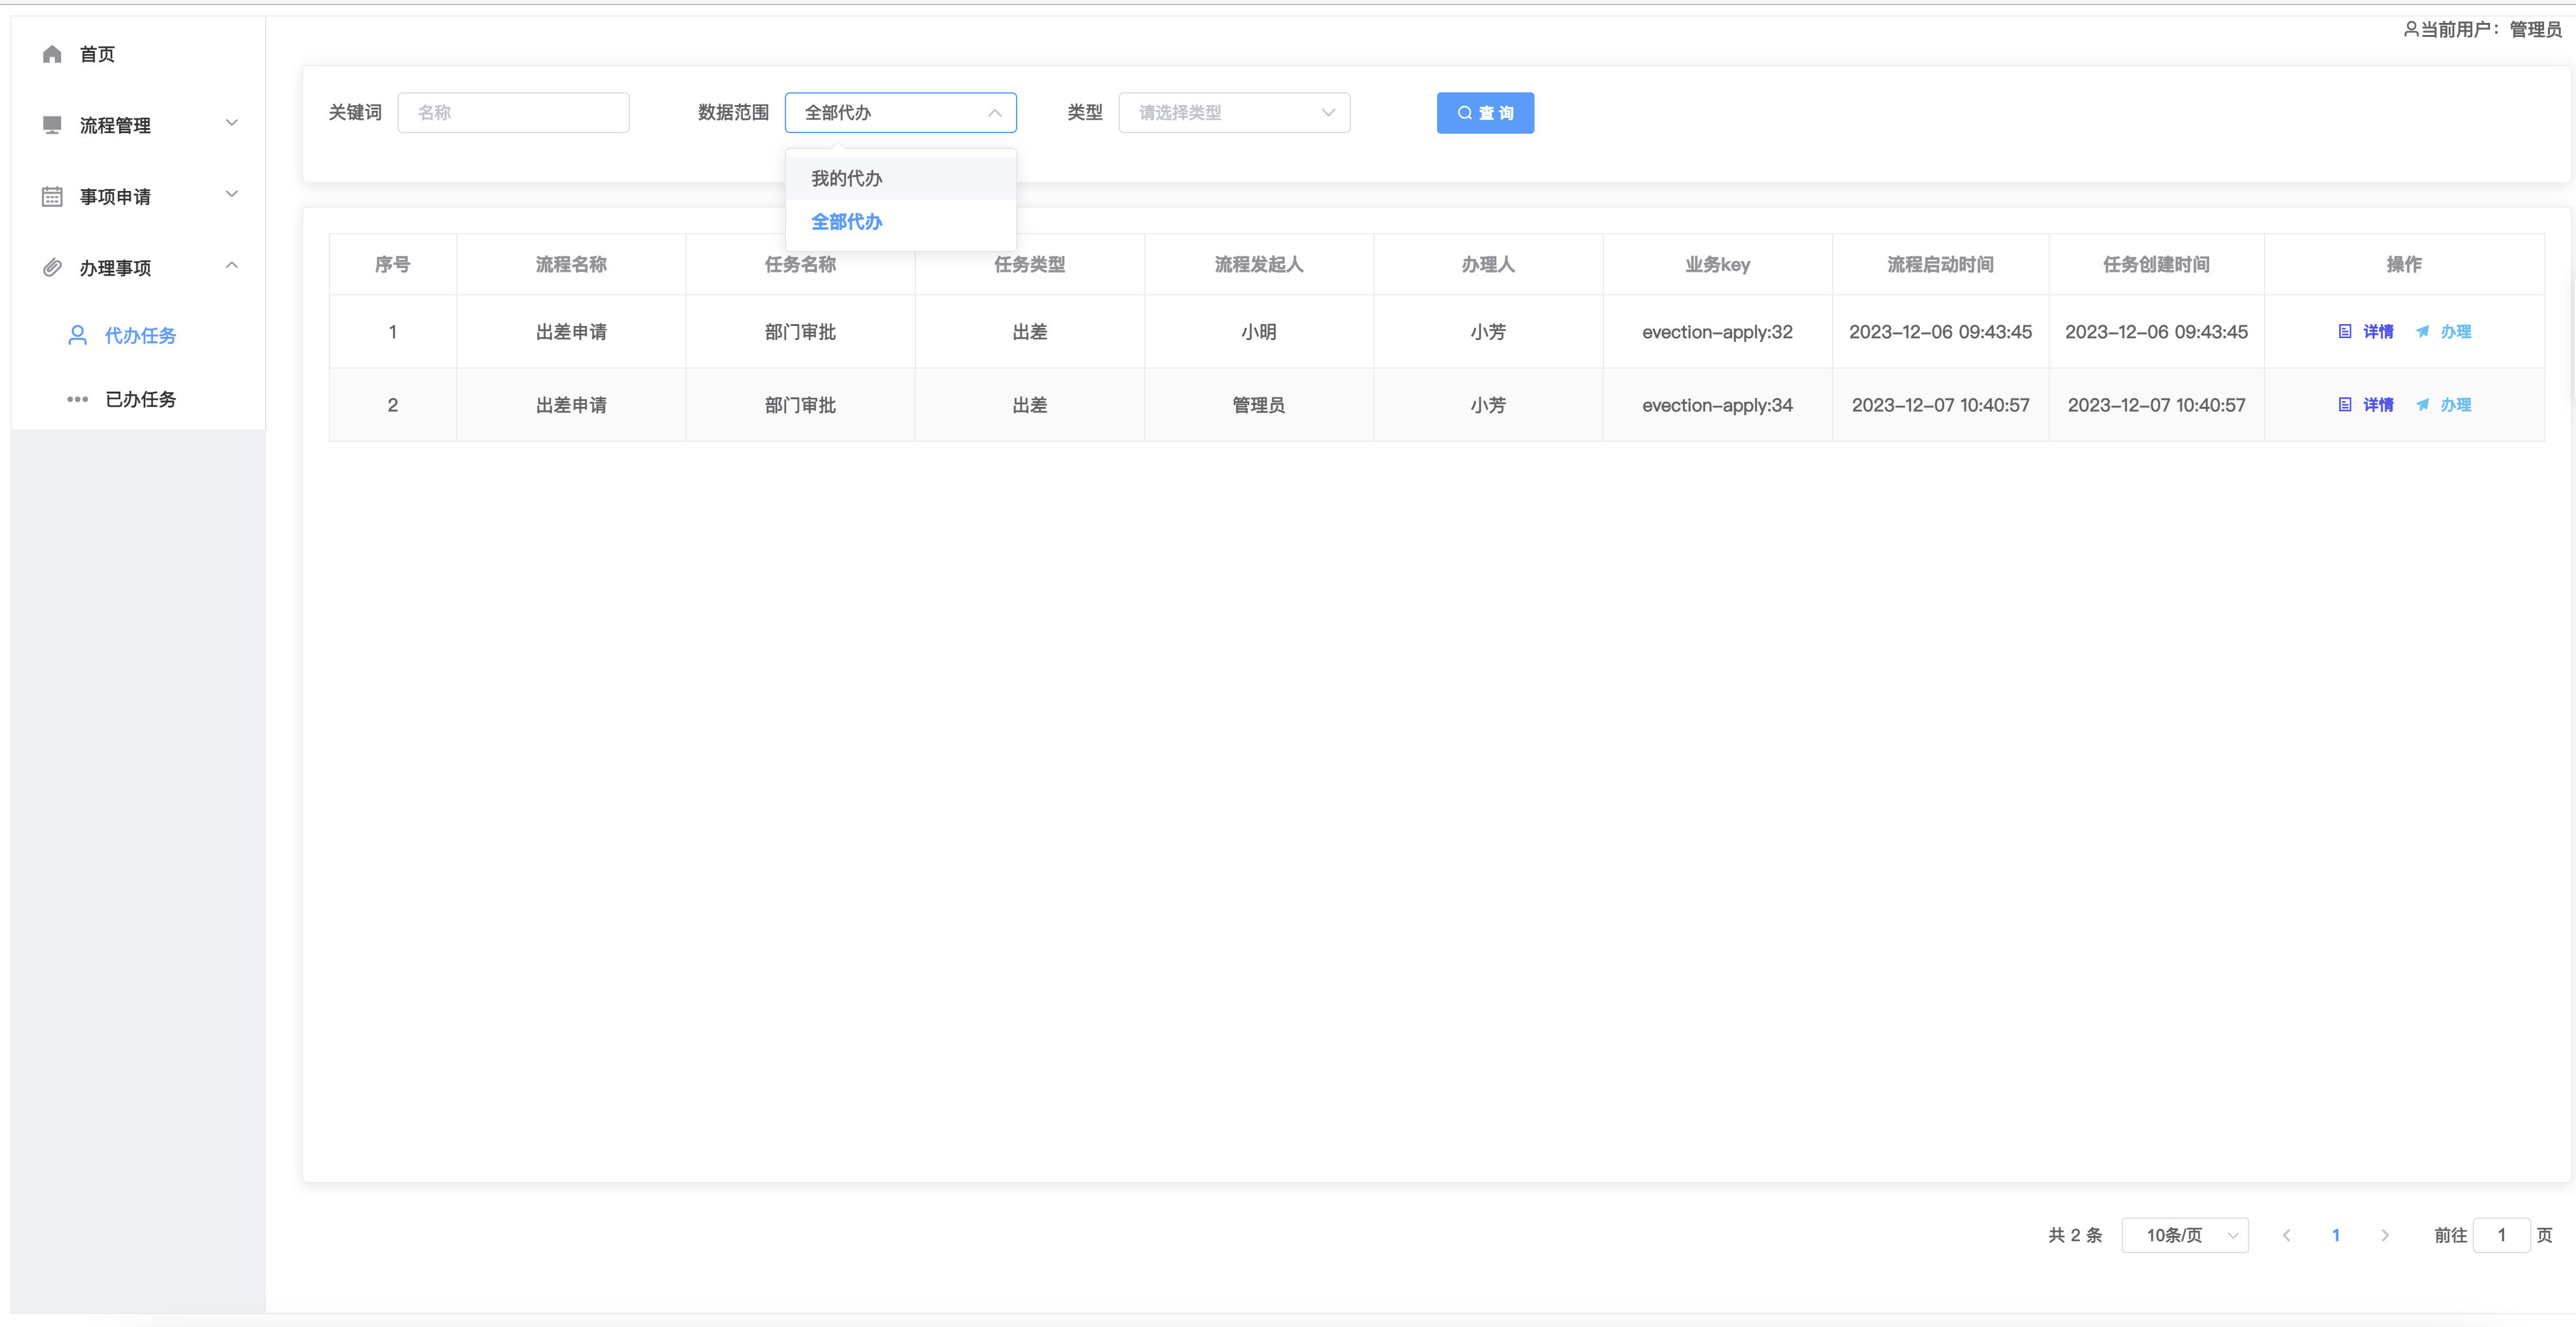 当前用户：管理员
首页
流程管理
事项申请
办理事项
代办任务
已办任务
关键词 名称 数据范围 全部代办 类型 请选择类型 查 询
我的代办
全部代办
序号 流程名称 任务名称 任务类型 流程发起人 办理人 业务key 流程启动时间 任务创建时间 操作
1 出差申请 部门审批 出差 小明 小芳 evection-apply:32 2023-12-06 09:43:45 2023-12-06 09:43:45 详情 办理
2 出差申请 部门审批 出差 管理员 小芳 evection-apply:34 2023-12-07 10:40:57 2023-12-07 10:40:57 详情 办理
共 2 条 10条/页 1 前往 1 页